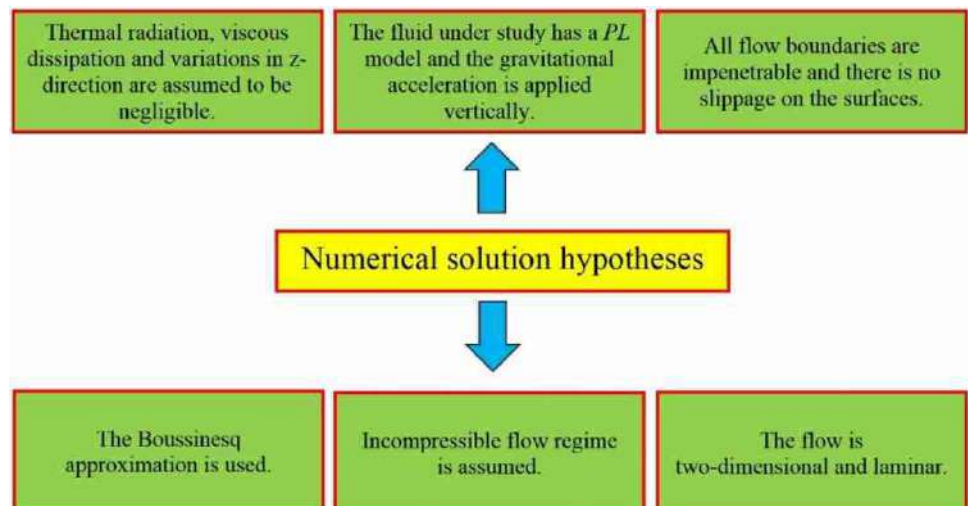 Thermal radiation, viscous
dissipation and variations in z-
direction are assumed to be
negligible.
The fluid under study has a PL
model and the gravitational
acceleration is applied
vertically.
All flow boundaries are
impenetrable and there is no
slippage on the surfaces.
Numerical solution hypotheses
The Boussinesq
approximation is used.
Incompressible flow regime
is assumed.
The flow is
two-dimensional and laminar.